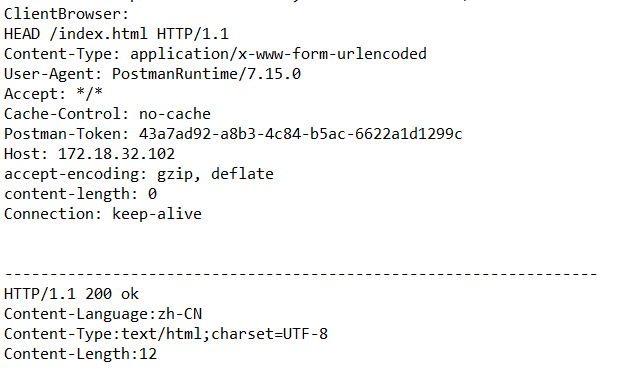 ClientBrowser:
HEAD /index.html HTTP/1.1
Content-Type: application/x-www-form-urlencoded
User-Agent: PostmanRuntime/7.15.0
Accept: */*
Cache-Control: no-cache
Postman-Token: 43a7ad92-a8b3-4c84-b5ac-6622a1d1299c
Host: 172.18.32.102
accept-encoding: gzip, deflate
content-length: 0
Connection: keep-alive
------------------------------------------------------------------
HTTP/1.1 200 ok
Content-Language:zh-CN
Content-Type:text/html;charset=UTF-8
Content-Length:12